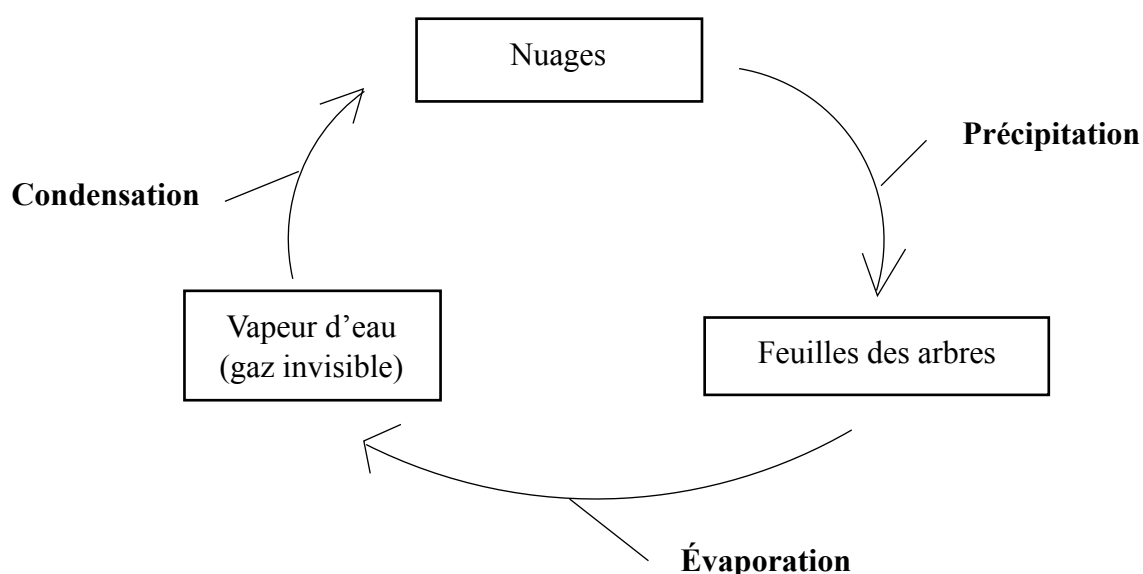 Nuages
Précipitation
Condensation
Vapeur d’eau
(gaz invisible)
Feuilles des arbres
Évaporation